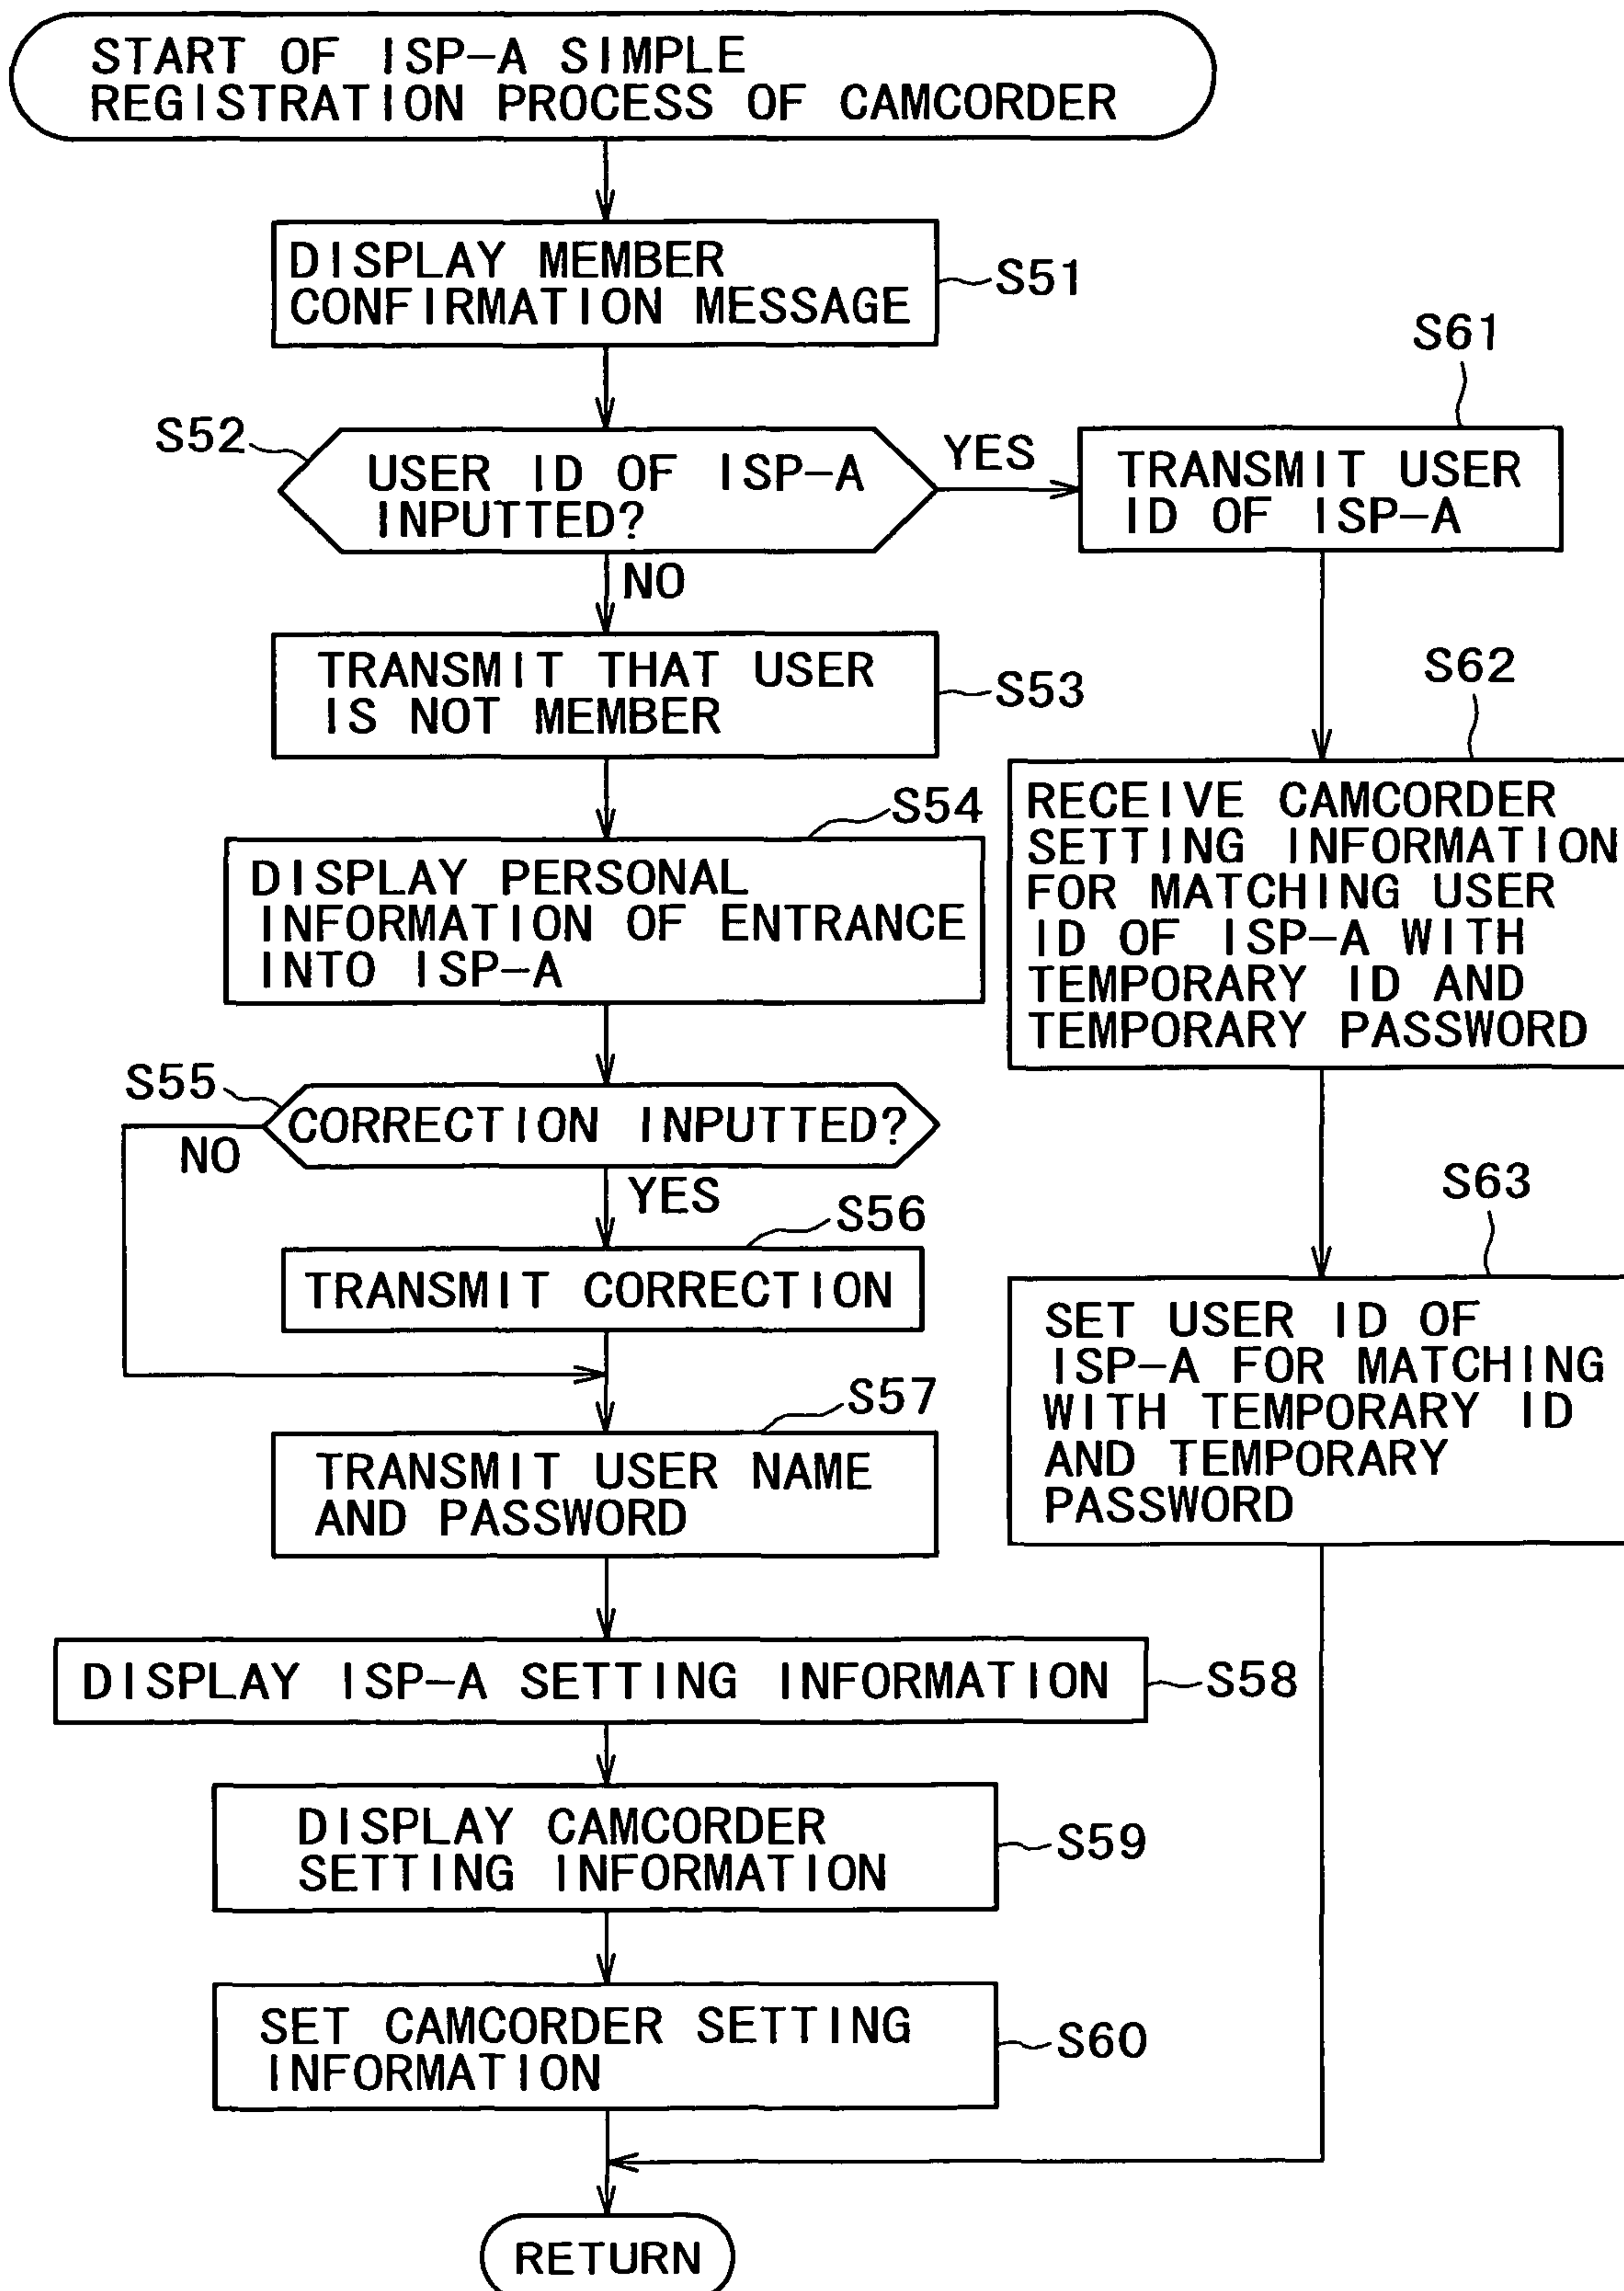 START OF ISP-A SIMPLE
REGISTRATION PROCESS OF CAMCORDER
DISPLAY MEMBER
CONFIRMATION MESSAGE
S51
S52
USER ID OF ISP-A
INPUTTED?
YES
NO
S61
TRANSMIT USER
ID OF ISP-A
TRANSMIT THAT USER
IS NOT MEMBER
S53
S62
RECEIVE CAMCORDER
SETTING INFORMATION
FOR MATCHING USER
ID OF ISP-A WITH
TEMPORARY ID AND
TEMPORARY PASSWORD
S54
DISPLAY PERSONAL
INFORMATION OF ENTRANCE
INTO ISP-A
S55
CORRECTION INPUTTED?
NO
YES
S56
TRANSMIT CORRECTION
S63
SET USER ID OF
ISP-A FOR MATCHING
WITH TEMPORARY ID
AND TEMPORARY
PASSWORD
S57
TRANSMIT USER NAME
AND PASSWORD
DISPLAY ISP-A SETTING INFORMATION
S58
DISPLAY CAMCORDER
SETTING INFORMATION
S59
SET CAMCORDER SETTING
INFORMATION
S60
RETURN